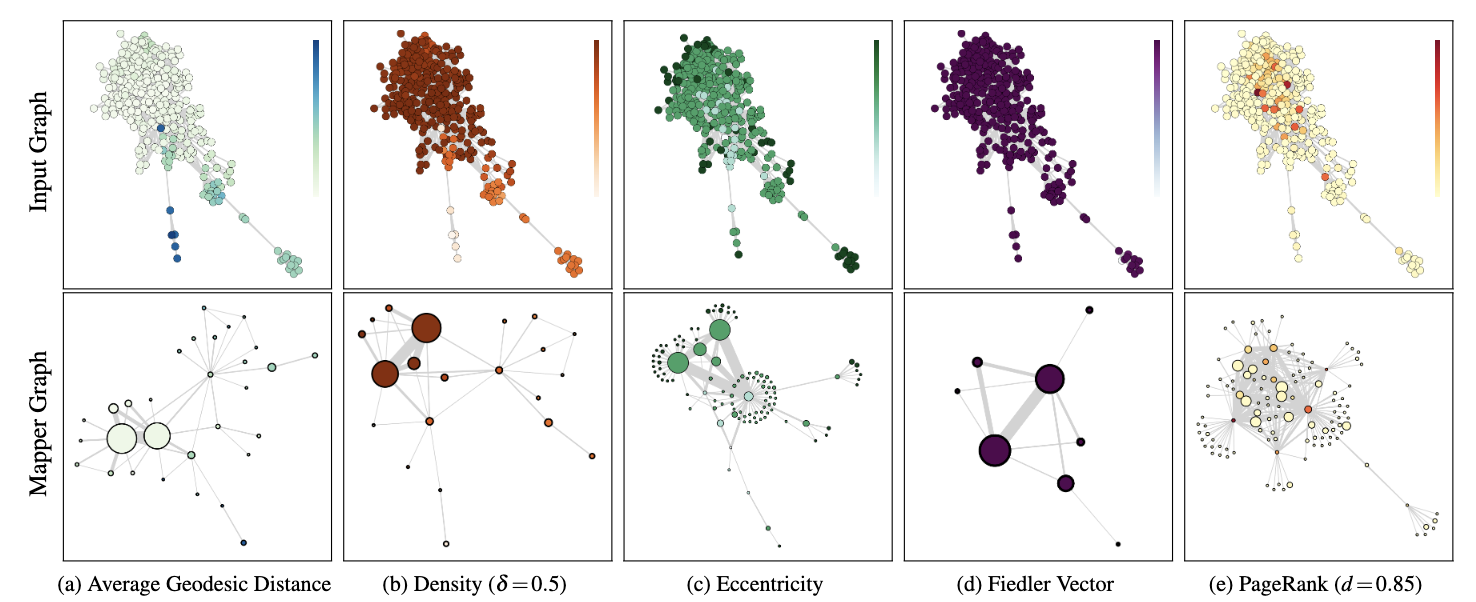 Input Graph
Mapper Graph
(a) Average Geodesic Distance
(b) Density (δ = 0.5)
(c) Eccentricity
(d) Fiedler Vector
(e) PageRank (d = 0.85)